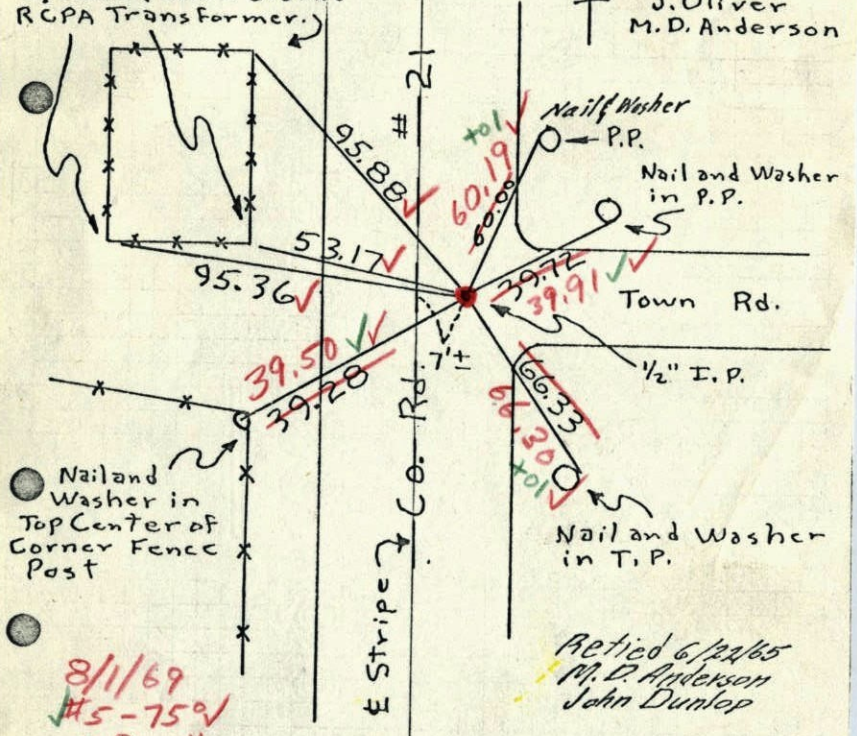 RCPA Transformer.
J. Oliver
M.D. Anderson
# 21
Nail & Washer
P.P.
Nail and Washer
in P.P.
95.88
+01
60.19
60.00
53.17
95.36
39.72
39.91
Town Rd.
7'±
1/2" I.P.
39.50
39.28
Co. Rd.
66.33
66.30
+01
Nail and
Washer in
Top Center of
Corner Fence
Post
Nail and Washer
in T.P.
℄ Stripe
Retied 6/22/65
M.D. Anderson
John Dunlop
8/1/69
#5-75°